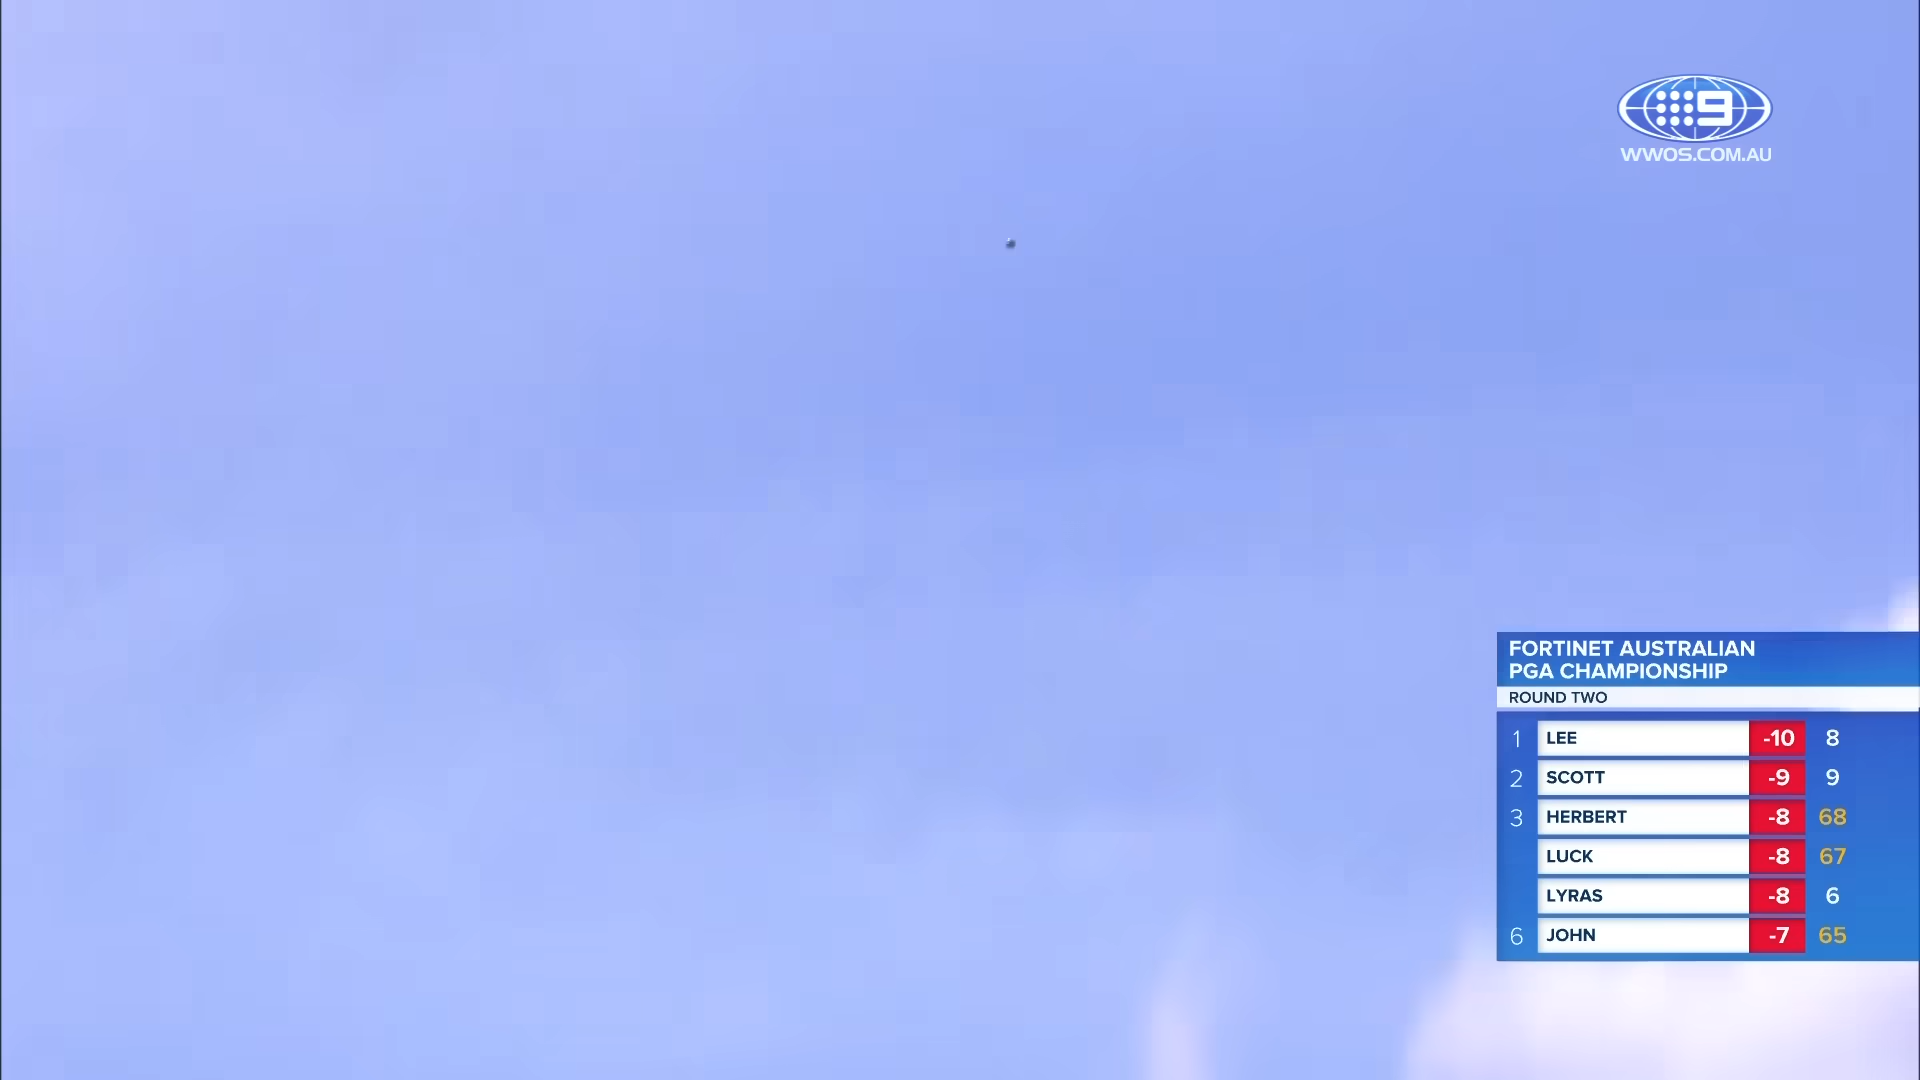 9
WWOS.COM.AU
FORTINET AUSTRALIAN
PGA CHAMPIONSHIP
ROUND TWO
1 LEE -10 8
2 SCOTT -9 9
3 HERBERT -8 68
LUCK -8 67
LYRAS -8 6
6 JOHN -7 65